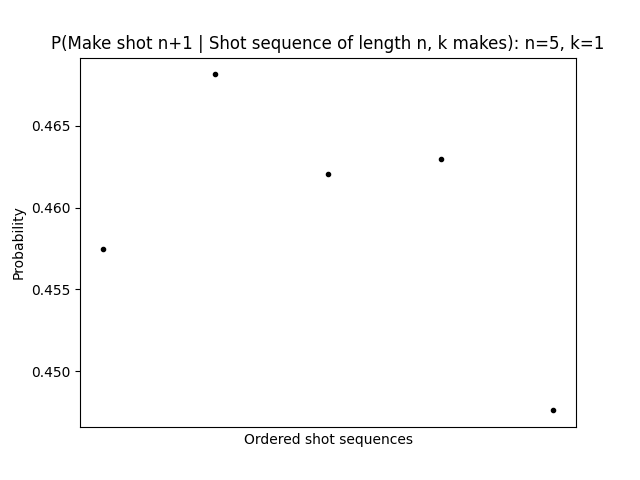 P(Make shot n+1 | Shot sequence of length n, k makes): n=5, k=1
0.465
0.460
0.455
0.450
Probability
Ordered shot sequences